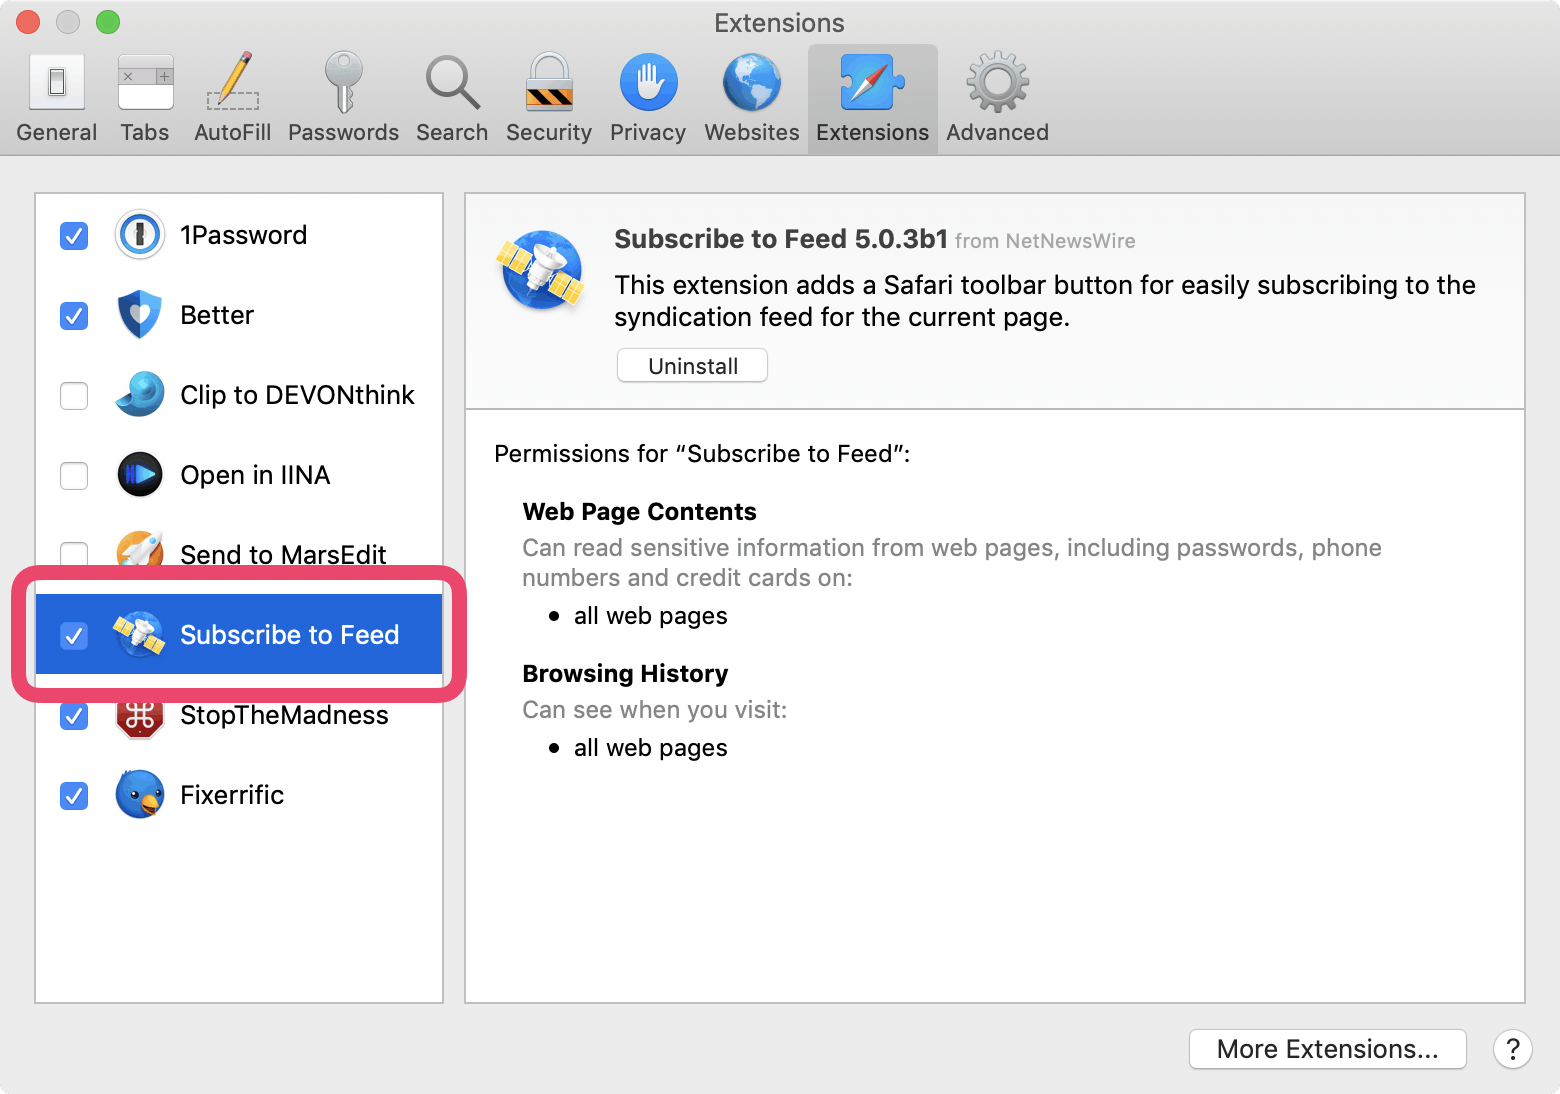 Extensions
General
Tabs
AutoFill
Passwords
Search
Security
Privacy
Websites
Extensions
Advanced
1Password
Better
Clip to DEVONthink
Open in IINA
Send to MarsEdit
Subscribe to Feed
StopTheMadness
Fixerrific
Subscribe to Feed 5.0.3b1 from NetNewsWire
This extension adds a Safari toolbar button for easily subscribing to the
syndication feed for the current page.
Uninstall
Permissions for “Subscribe to Feed”:
Web Page Contents
Can read sensitive information from web pages, including passwords, phone
numbers and credit cards on:
• all web pages
Browsing History
Can see when you visit:
• all web pages
More Extensions...
?